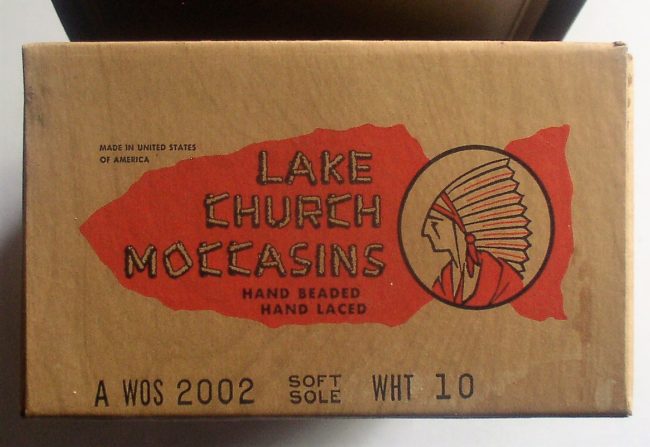 MADE IN UNITED STATES
OF AMERICA
LAKE
CHURCH
MOCCASINS
HAND BEADED
HAND LACED
A WOS 2002 SOFT SOLE WHT 10